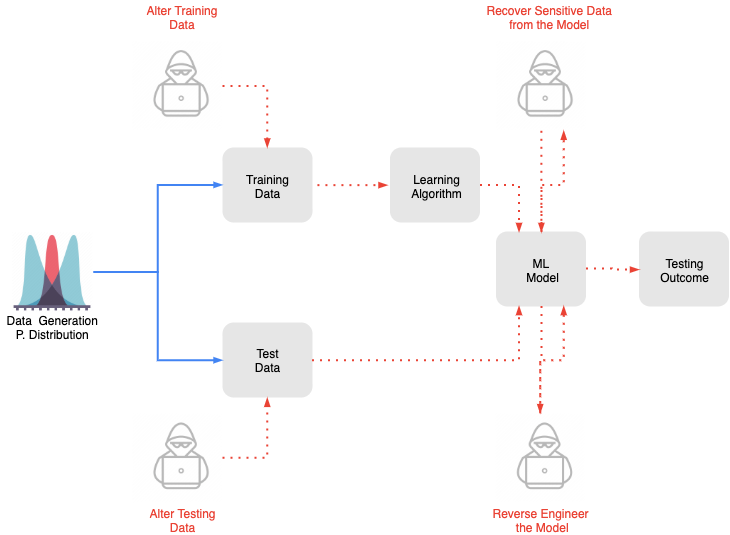 Alter Training
Data
Recover Sensitive Data
from the Model
Training
Data
Learning
Algorithm
ML
Model
Testing
Outcome
Data Generation
P. Distribution
Test
Data
Alter Testing
Data
Reverse Engineer
the Model